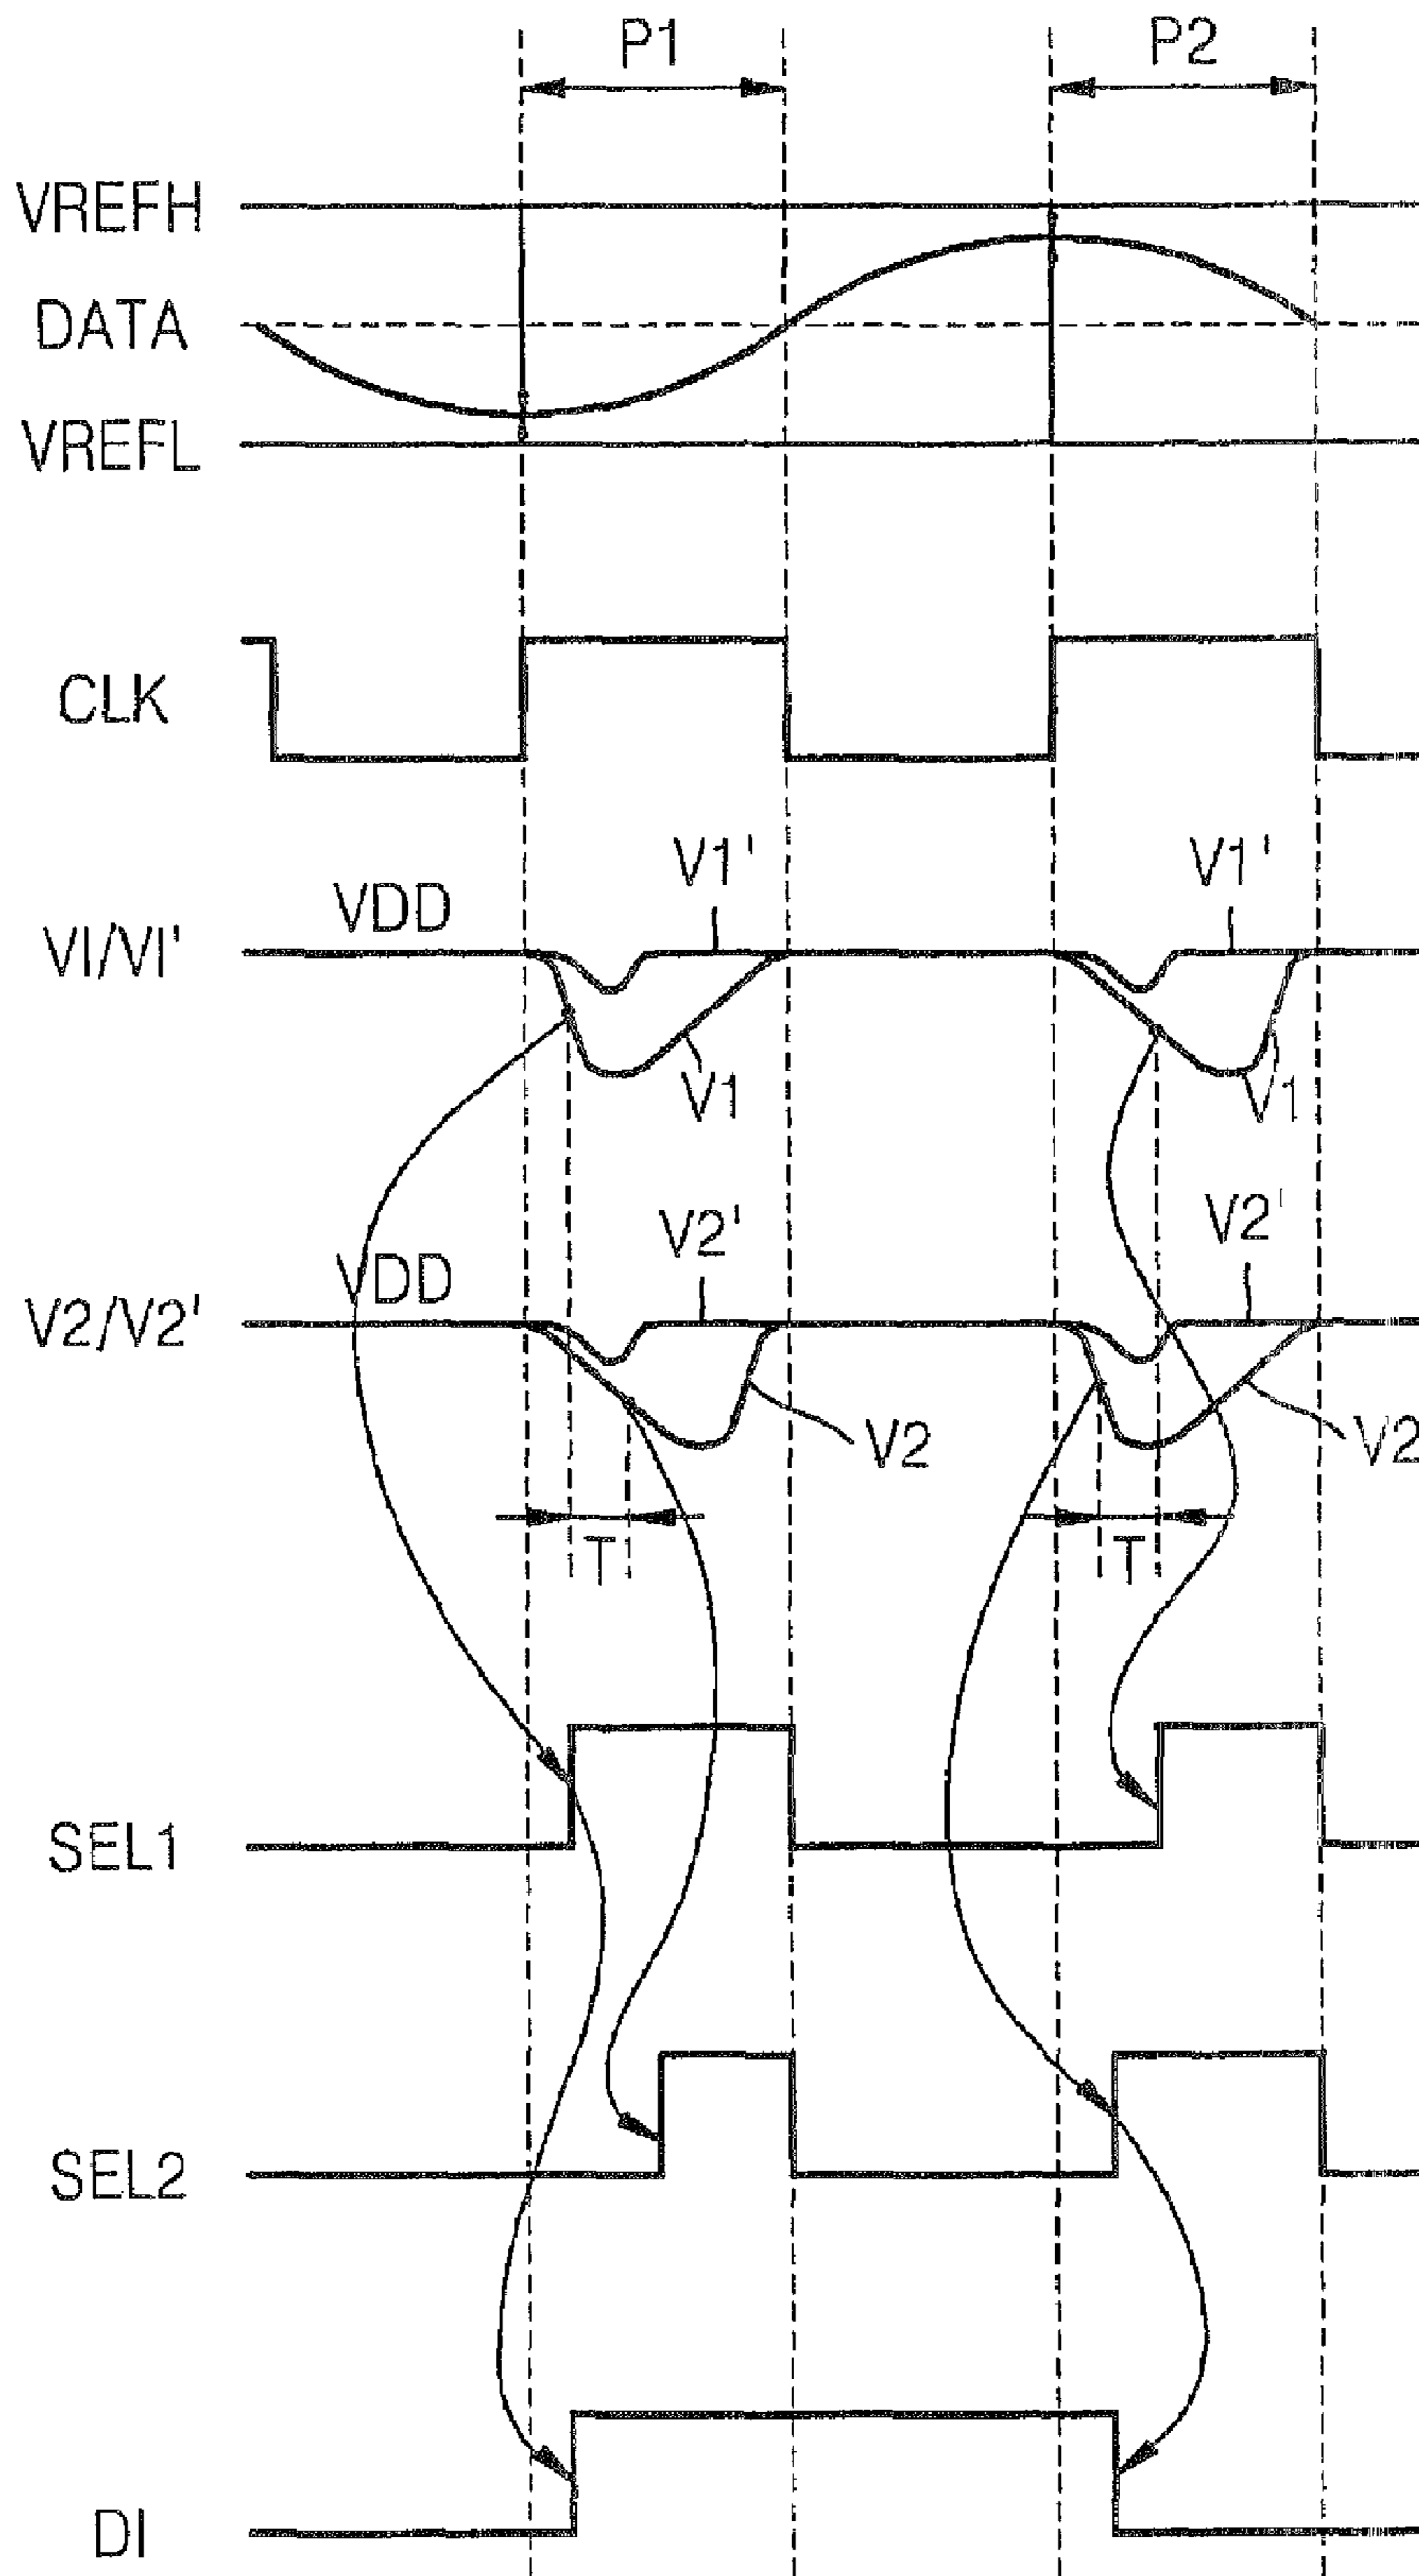 P1 P2
VREFH
DATA
VREFL
CLK
V1' V1'
VDD
VI/VI'
V1 V1
V2' V2'
VDD
V2/V2'
V2 V2
T T
SEL1
SEL2
DI